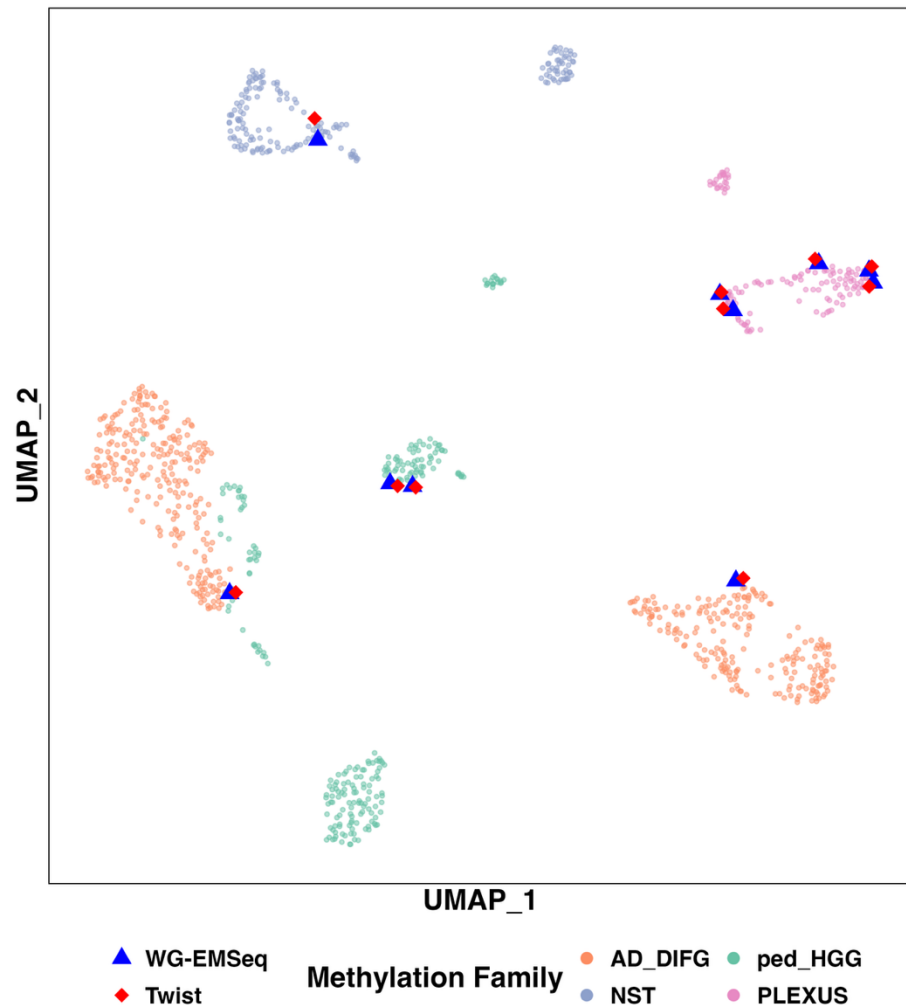 UMAP_2
UMAP_1
WG-EMSeq
Twist
Methylation Family
AD_DIFG
ped_HGG
NST
PLEXUS